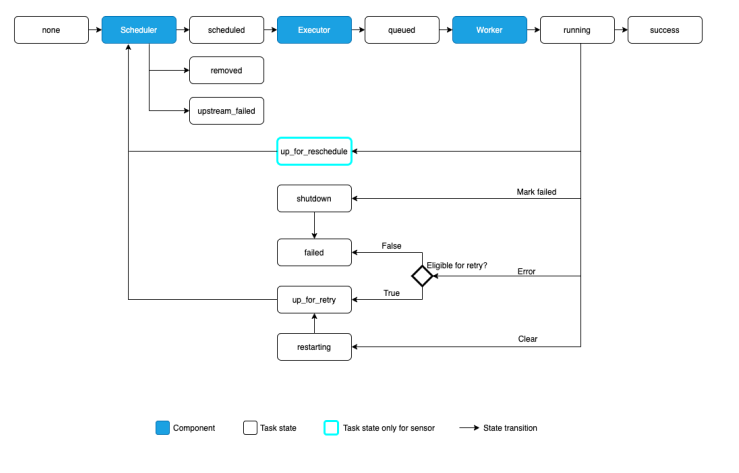 none
Scheduler
scheduled
Executor
queued
Worker
running
success
removed
upstream_failed
up_for_reschedule
shutdown
Mark failed
failed
False
Eligible for retry?
Error
up_for_retry
True
restarting
Clear
Component
Task state
Task state only for sensor
State transition